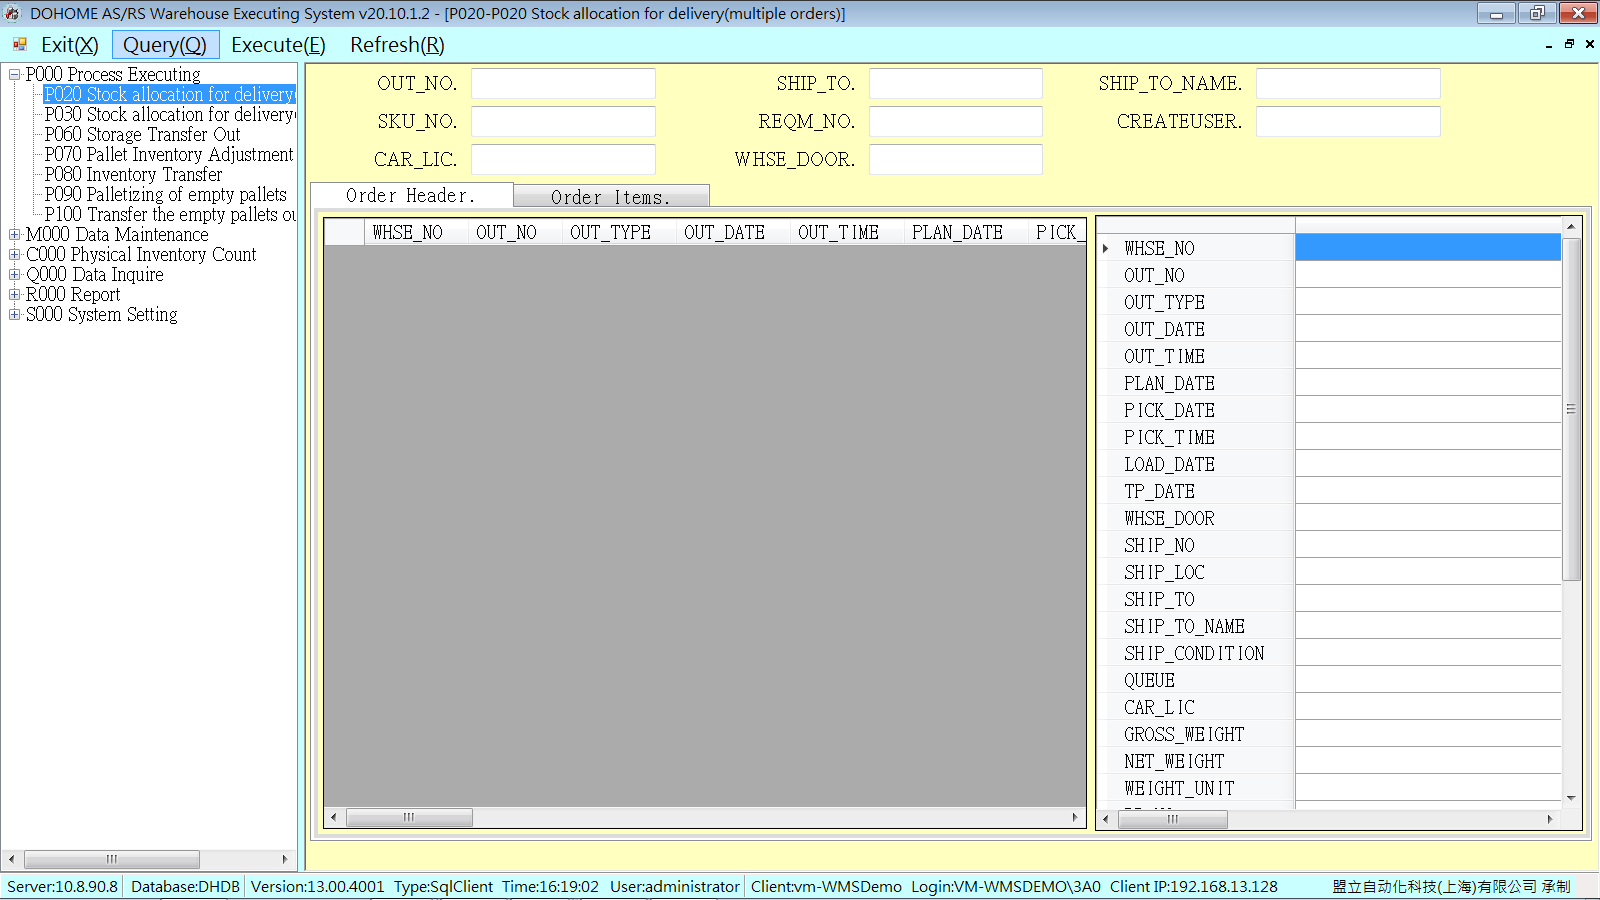 DOHOME AS/RS Warehouse Executing System v20.10.1.2 - [P020-P020 Stock allocation for delivery(multiple orders)]
Exit(X) Query(Q) Execute(E) Refresh(R)
P000 Process Executing
P020 Stock allocation for delivery(
P030 Stock allocation for delivery
P060 Storage Transfer Out
P070 Pallet Inventory Adjustment
P080 Inventory Transfer
P090 Palletizing of empty pallets
P100 Transfer the empty pallets ou
M000 Data Maintenance
C000 Physical Inventory Count
Q000 Data Inquire
R000 Report
S000 System Setting
OUT_NO. SHIP_TO. SHIP_TO_NAME.
SKU_NO. REQM_NO. CREATEUSER.
CAR_LIC. WHSE_DOOR.
Order Header. Order Items.
WHSE_NO OUT_NO OUT_TYPE OUT_DATE OUT_TIME PLAN_DATE PICK_
WHSE_NO
OUT_NO
OUT_TYPE
OUT_DATE
OUT_TIME
PLAN_DATE
PICK_DATE
PICK_TIME
LOAD_DATE
TP_DATE
WHSE_DOOR
SHIP_NO
SHIP_LOC
SHIP_TO
SHIP_TO_NAME
SHIP_CONDITION
QUEUE
CAR_LIC
GROSS_WEIGHT
NET_WEIGHT
WEIGHT_UNIT
Server:10.8.90.8 Database:DHDB Version:13.00.4001 Type:SqlClient Time:16:19:02 User:administrator Client:vm-WMSDemo Login:VM-WMSDEMO\3A0 Client IP:192.168.13.128 盟立自动化科技(上海)有限公司 承制